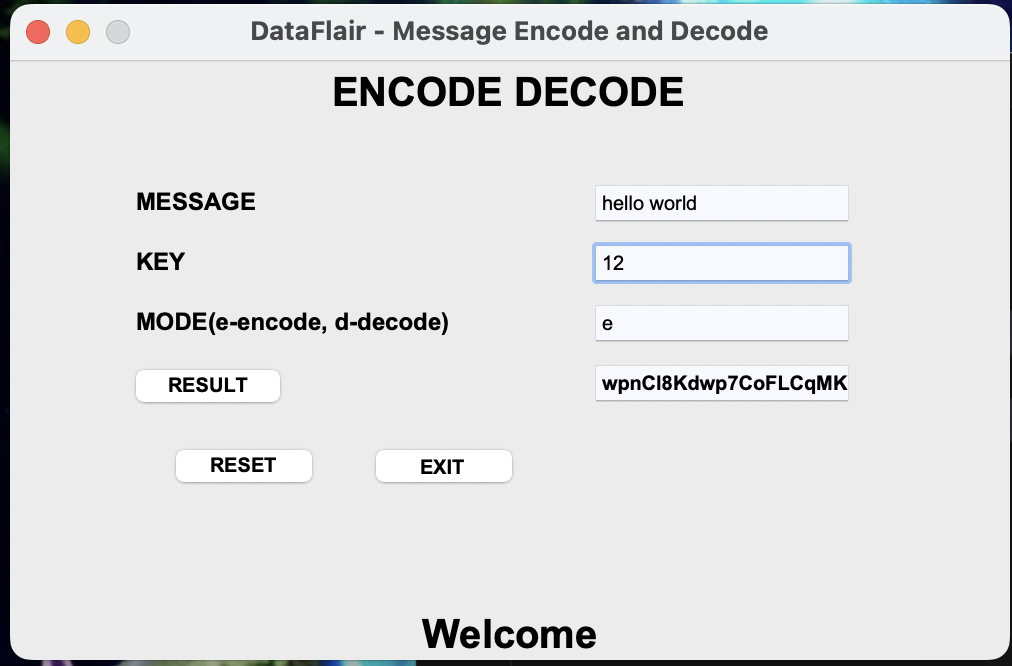 DataFlair - Message Encode and Decode
ENCODE DECODE
MESSAGE hello world
KEY 12
MODE(e-encode, d-decode) e
RESULT wpnCl8Kdwp7CoFLCqMK
RESET EXIT
Welcome